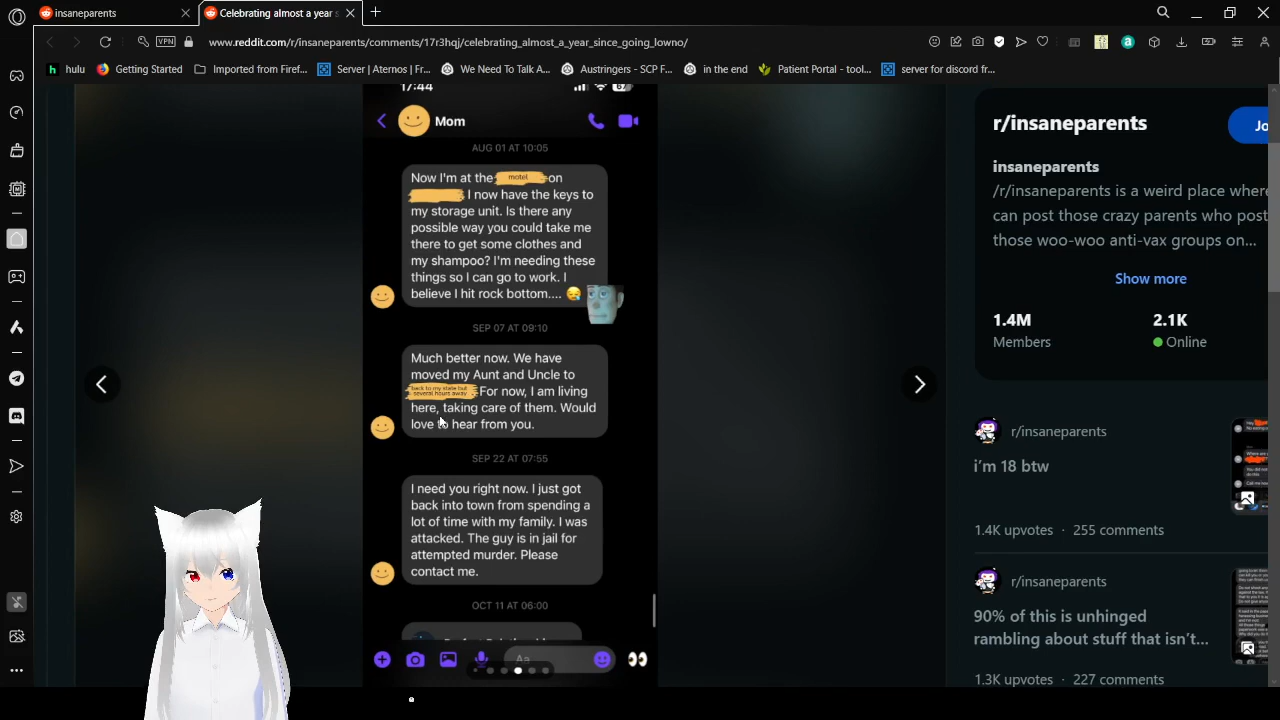 insaneparents
Celebrating almost a year s
VPN
www.reddit.com/r/insaneparents/comments/17r3hqj/celebrating_almost_a_year_since_going_lowno/
hulu
Getting Started
Imported from Firef...
Server | Aternos | Fr...
We Need To Talk A...
Austringers - SCP F...
in the end
Patient Portal - tool...
server for discord fr...
17:44
Mom
AUG 01 AT 10:05
Now I'm at the motel on
I now have the keys to
my storage unit. Is there any
possible way you could take me
there to get some clothes and
my shampoo? I'm needing these
things so I can go to work. I
believe I hit rock bottom.... 😪
SEP 07 AT 09:10
Much better now. We have
moved my Aunt and Uncle to
back to my state but
several hours away
For now, I am living
here, taking care of them. Would
love to hear from you.
SEP 22 AT 07:55
I need you right now. I just got
back into town from spending a
lot of time with my family. I was
attacked. The guy is in jail for
attempted murder. Please
contact me.
OCT 11 AT 06:00
Aa
r/insaneparents
Jo
insaneparents
/r/insaneparents is a weird place where
can post those crazy parents who post
those woo-woo anti-vax groups on...
Show more
1.4M
2.1K
Members
Online
r/insaneparents
i'm 18 btw
1.4K upvotes · 255 comments
r/insaneparents
90% of this is unhinged
rambling about stuff that isn't...
1.3K upvotes · 227 comments